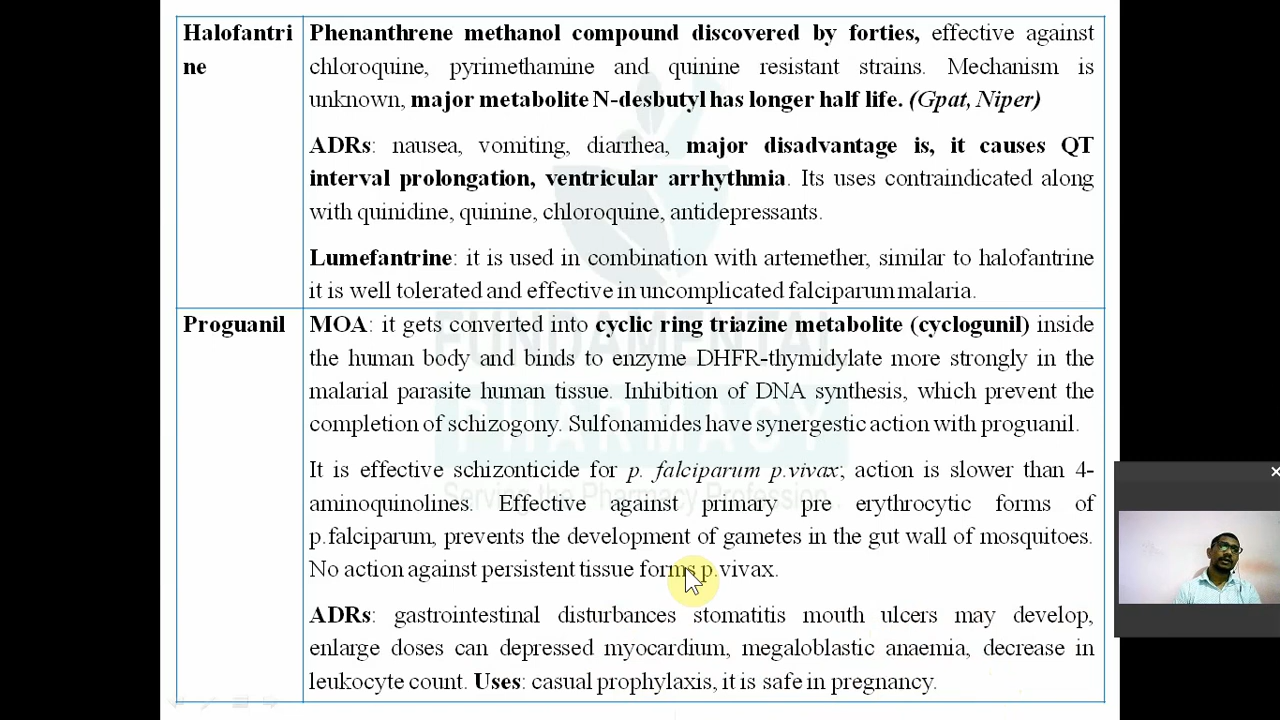 Halofantri
ne
Phenanthrene methanol compound discovered by forties, effective against
chloroquine, pyrimethamine and quinine resistant strains. Mechanism is
unknown, major metabolite N-desbutyl has longer half life. (Gpat, Niper)
ADRs: nausea, vomiting, diarrhea, major disadvantage is, it causes QT
interval prolongation, ventricular arrhythmia. Its uses contraindicated along
with quinidine, quinine, chloroquine, antidepressants.
Lumefantrine: it is used in combination with artemether, similar to halofantrine
it is well tolerated and effective in uncomplicated falciparum malaria.
Proguanil
MOA: it gets converted into cyclic ring triazine metabolite (cyclogunil) inside
the human body and binds to enzyme DHFR-thymidylate more strongly in the
malarial parasite human tissue. Inhibition of DNA synthesis, which prevent the
completion of schizogony. Sulfonamides have synergestic action with proguanil.
It is effective schizonticide for p. falciparum p.vivax; action is slower than 4-
aminoquinolines. Effective against primary pre erythrocytic forms of
p.falciparum, prevents the development of gametes in the gut wall of mosquitoes.
No action against persistent tissue forms p.vivax.
ADRs: gastrointestinal disturbances stomatitis mouth ulcers may develop,
enlarge doses can depressed myocardium, megaloblastic anaemia, decrease in
leukocyte count. Uses: casual prophylaxis, it is safe in pregnancy.
FUNDAMENTAL
PHARMACY
Serving the Pharmacy Profession